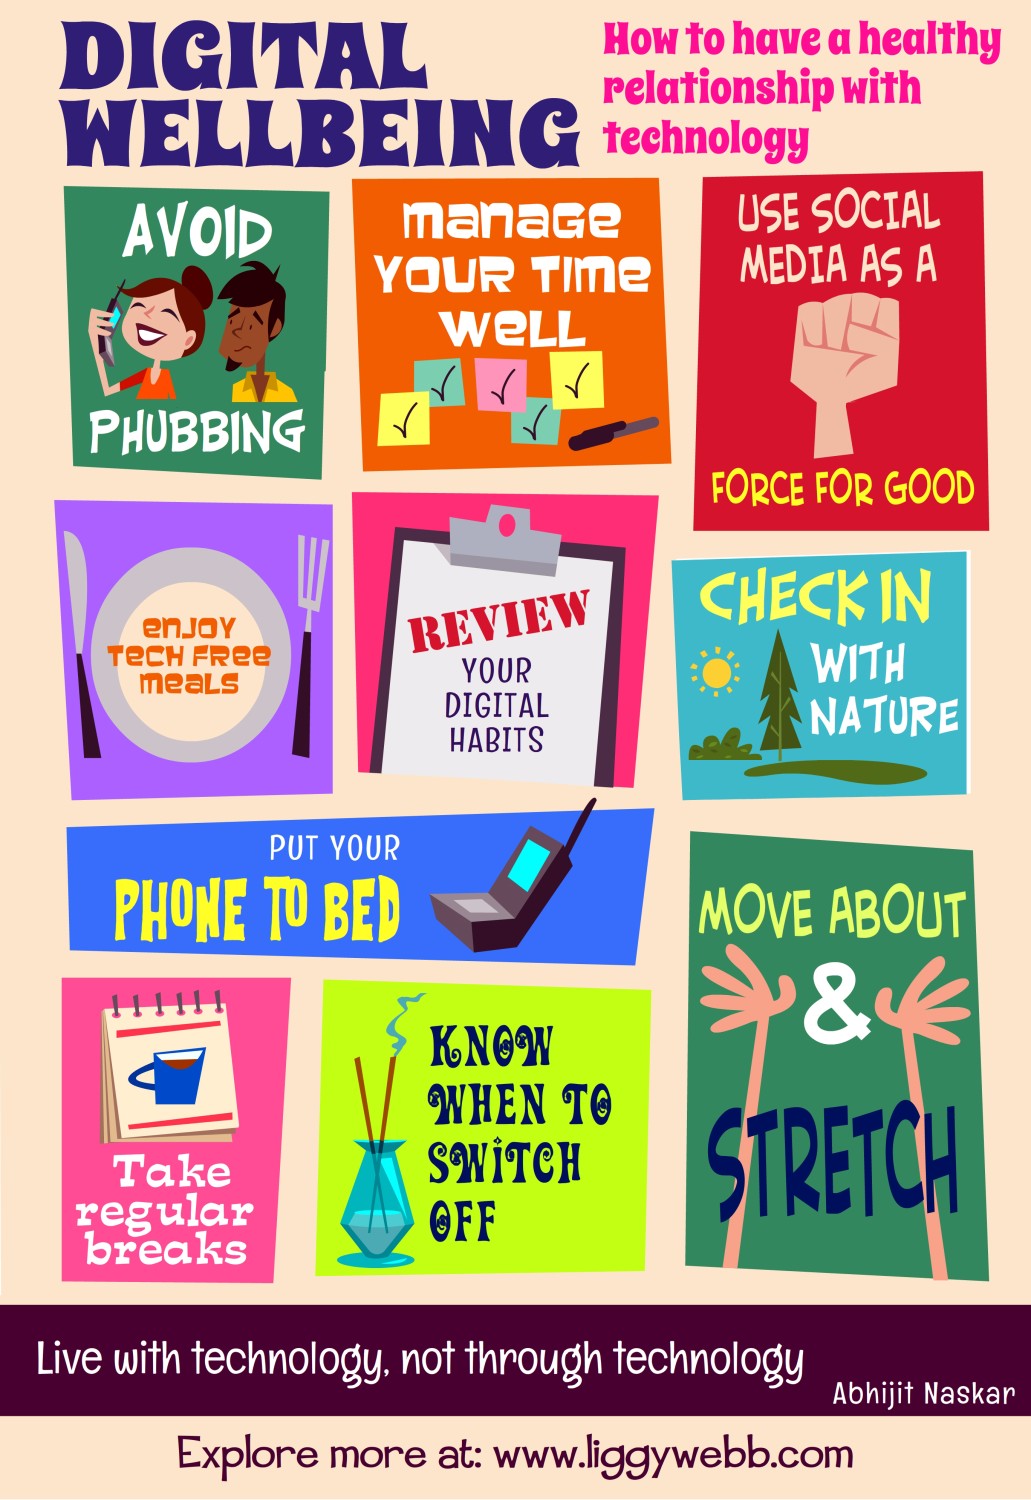 DIGITAL
WELLBEING
How to have a healthy
relationship with
technology
AVOID
PHUBBING
manage
YOUR TIME
WELL
USE SOCIAL
MEDIA AS A
FORCE FOR GOOD
enjoy
Tech Free
meals
REVIEW
YOUR
DIGITAL
HABITS
CHECK IN
WITH
NATURE
PUT YOUR
PHONE TO BED
MOVE ABOUT
&
STRETCH
Take
regular
breaks
KNOW
WHEN TO
SWITCH
OFF
Live with technology, not through technology
Abhijit Naskar
Explore more at: www.liggywebb.com